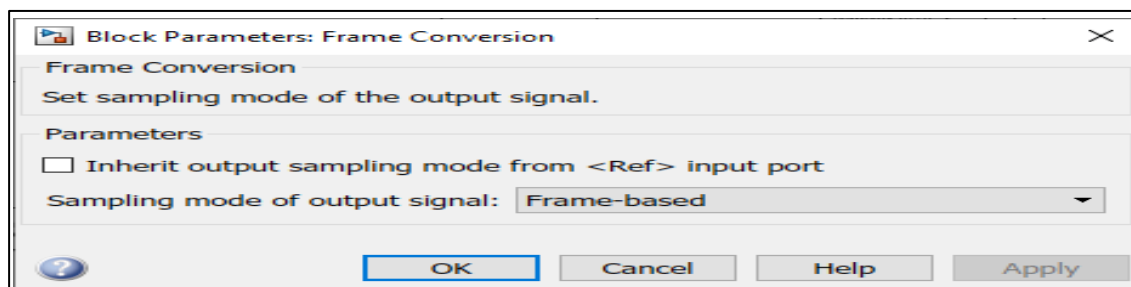 Block Parameters: Frame Conversion
Frame Conversion
Set sampling mode of the output signal.
Parameters
Inherit output sampling mode from <Ref> input port
Sampling mode of output signal: Frame-based
? OK Cancel Help Apply